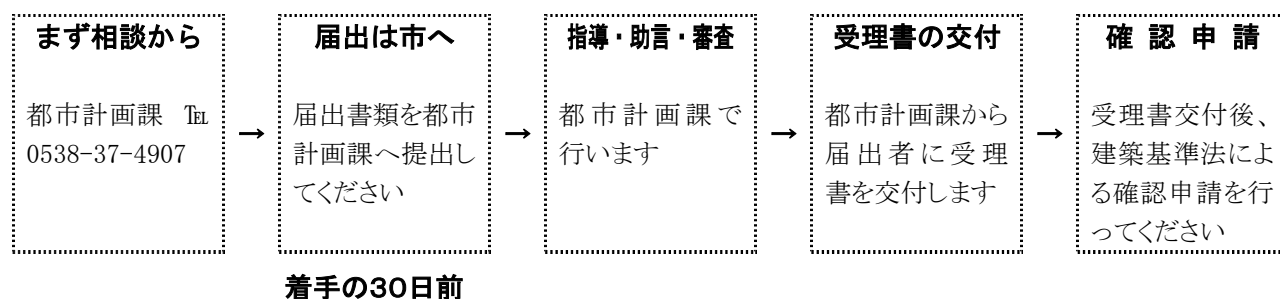 まず相談から
都市計画課 ℡
0538-37-4907
→
届出は市へ
届出書類を都市
計画課へ提出し
てください
→
指導・助言・審査
都市計画課で
行います
→
受理書の交付
都市計画課から
届出者に受理
書を交付します
→
確認申請
受理書交付後、
建築基準法によ
る確認申請を行
ってください
着手の30日前